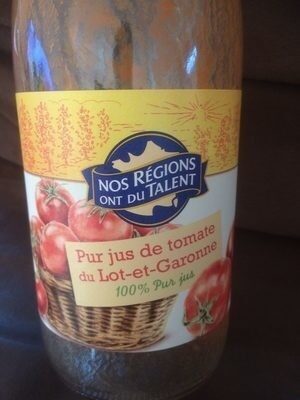 NOS RÉGIONS
ONT DU TALENT
Pur jus de tomate
du Lot-et-Garonne
100% Pur jus